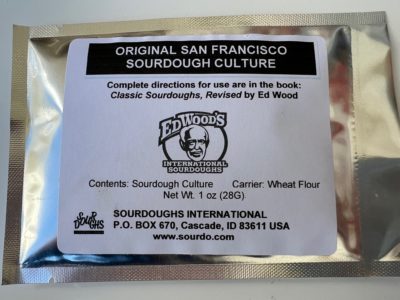 ORIGINAL SAN FRANCISCO
SOURDOUGH CULTURE
Complete directions for use are in the book:
Classic Sourdoughs, Revised by Ed Wood
ED WOOD'S
INTERNATIONAL
SOURDOUGHS
Contents: Sourdough Culture Carrier: Wheat Flour
Net Wt. 1 oz (28G)
SOUR
DOUGHS
SOURDOUGHS INTERNATIONAL
P.O. BOX 670, Cascade, ID 83611 USA
www.sourdo.com